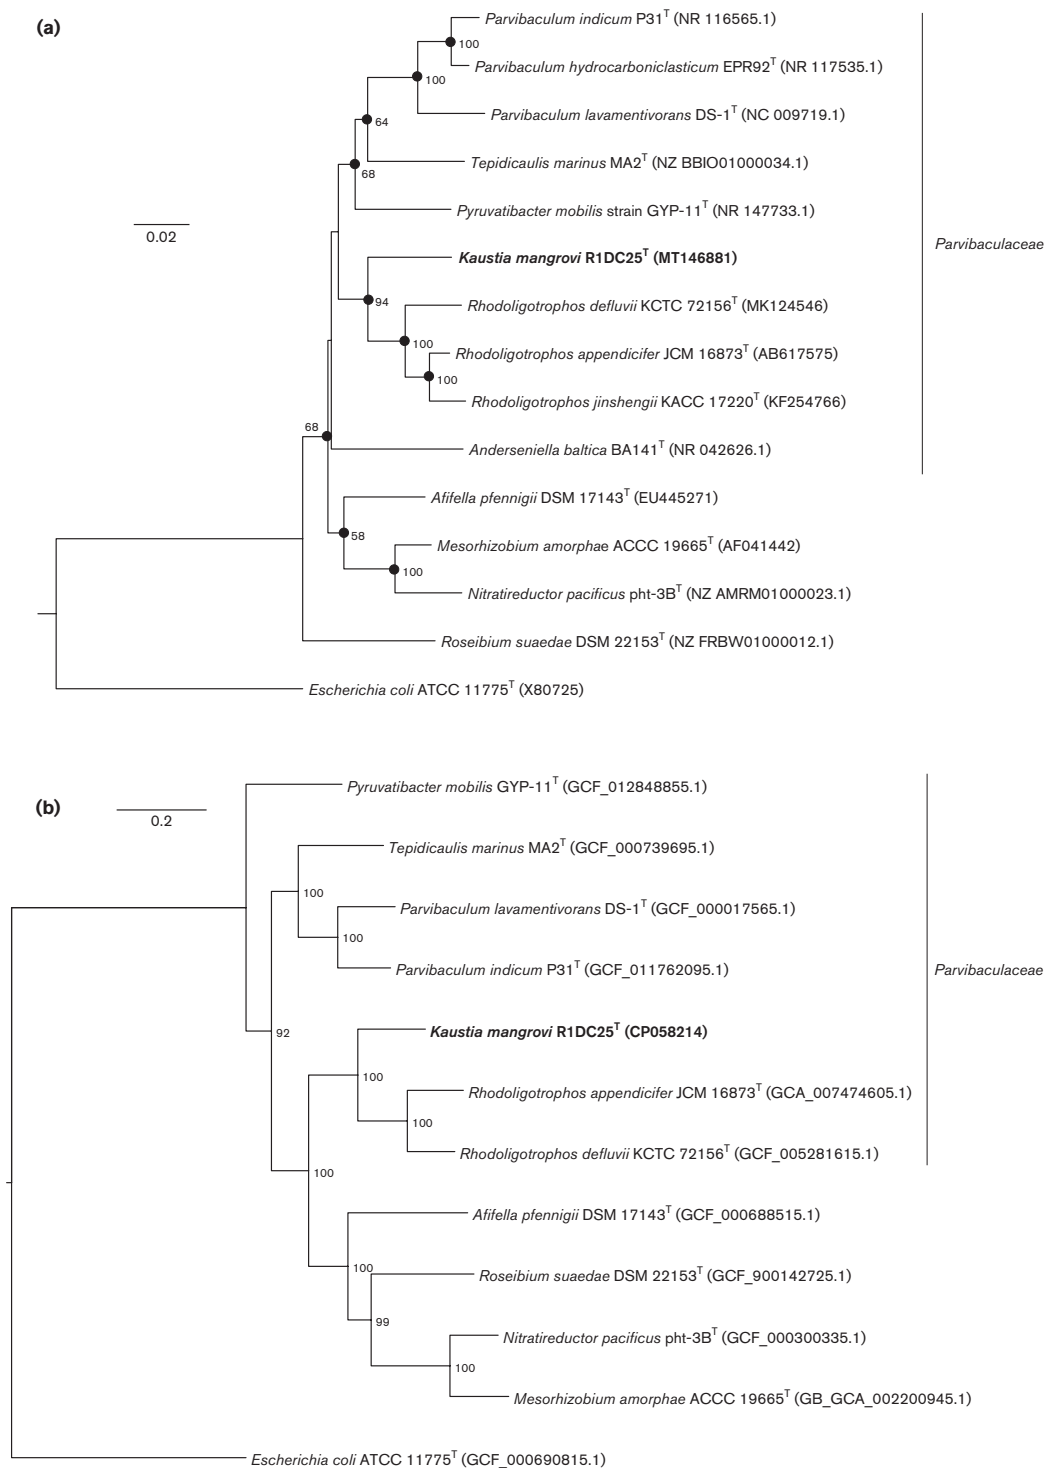 (a)
Parvibaculum indicum P31ᵀ (NR 116565.1)
100
Parvibaculum hydrocarboniclasticum EPR92ᵀ (NR 117535.1)
100
Parvibaculum lavamentivorans DS-1ᵀ (NC 009719.1)
64
Tepidicaulis marinus MA2ᵀ (NZ BBIO01000034.1)
68
Pyruvatibacter mobilis strain GYP-11ᵀ (NR 147733.1)
0.02
Parvibaculaceae
Kaustia mangrovi R1DC25ᵀ (MT146881)
94
Rhodoligotrophos defluvii KCTC 72156ᵀ (MK124546)
100
Rhodoligotrophos appendicifer JCM 16873ᵀ (AB617575)
100
Rhodoligotrophos jinshengii KACC 17220ᵀ (KF254766)
68
Anderseniella baltica BA141ᵀ (NR 042626.1)
Afifella pfennigii DSM 17143ᵀ (EU445271)
58
Mesorhizobium amorphae ACCC 19665ᵀ (AF041442)
100
Nitratireductor pacificus pht-3Bᵀ (NZ AMRM01000023.1)
Roseibium suaedae DSM 22153ᵀ (NZ FRBW01000012.1)
Escherichia coli ATCC 11775ᵀ (X80725)
(b)
Pyruvatibacter mobilis GYP-11ᵀ (GCF_012848855.1)
0.2
Tepidicaulis marinus MA2ᵀ (GCF_000739695.1)
100
Parvibaculum lavamentivorans DS-1ᵀ (GCF_000017565.1)
100
Parvibaculum indicum P31ᵀ (GCF_011762095.1)
Parvibaculaceae
92
Kaustia mangrovi R1DC25ᵀ (CP058214)
100
Rhodoligotrophos appendicifer JCM 16873ᵀ (GCA_007474605.1)
100
Rhodoligotrophos defluvii KCTC 72156ᵀ (GCF_005281615.1)
100
Afifella pfennigii DSM 17143ᵀ (GCF_000688515.1)
100
Roseibium suaedae DSM 22153ᵀ (GCF_900142725.1)
99
Nitratireductor pacificus pht-3Bᵀ (GCF_000300335.1)
100
Mesorhizobium amorphae ACCC 19665ᵀ (GB_GCA_002200945.1)
Escherichia coli ATCC 11775ᵀ (GCF_000690815.1)